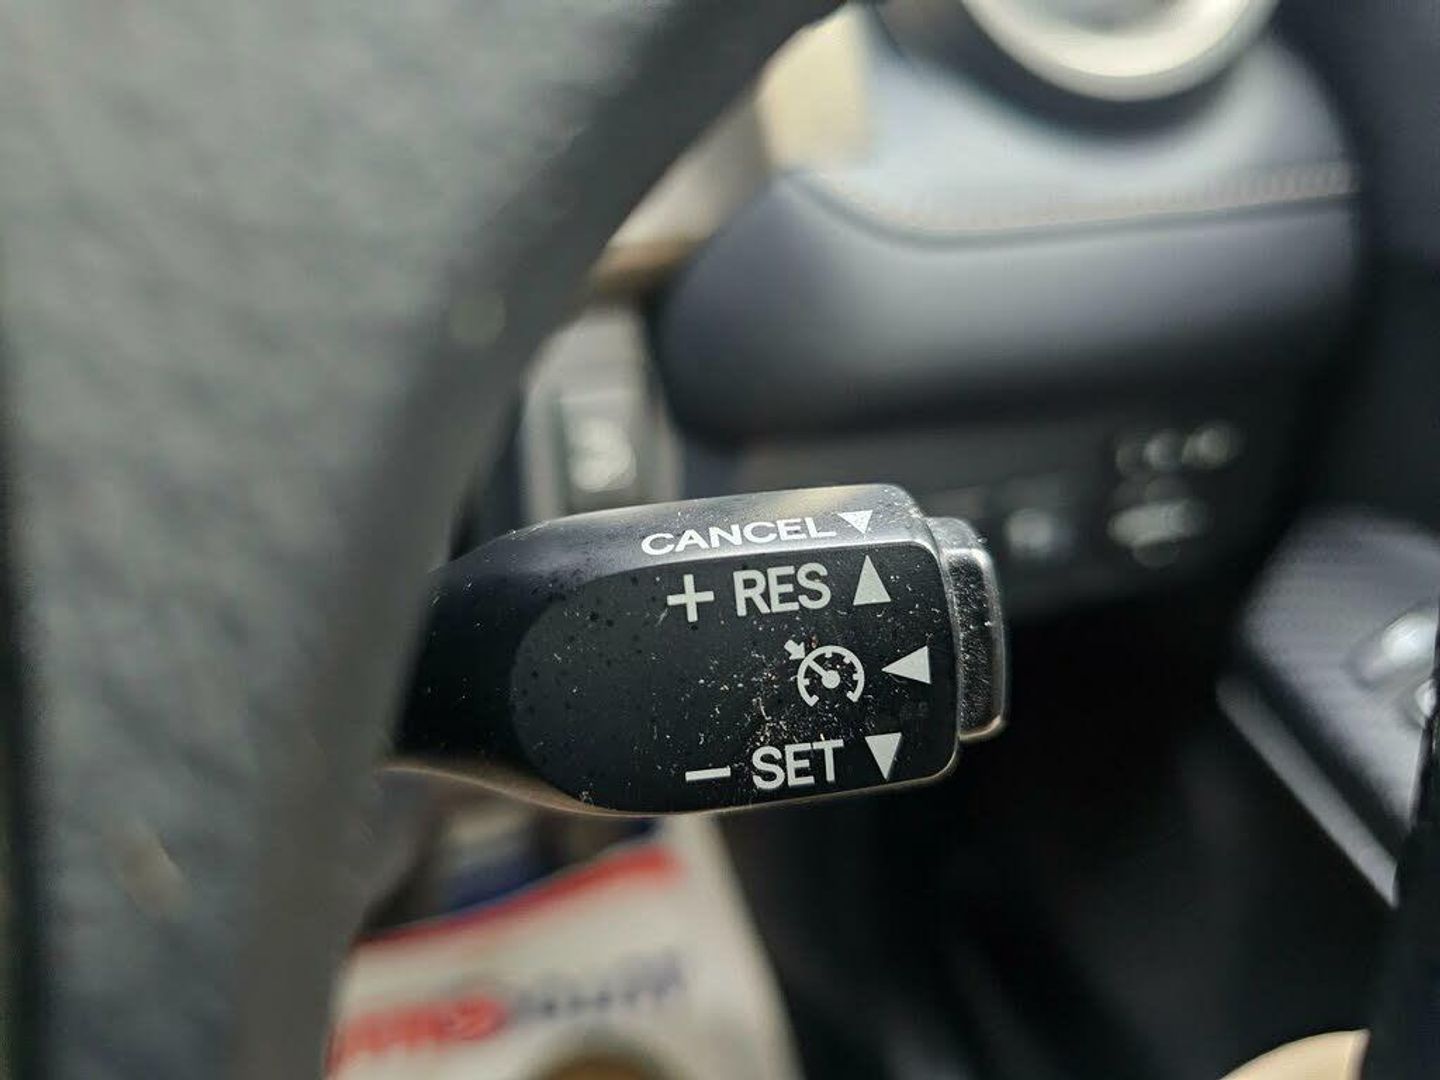 CANCEL
+ RES
- SET